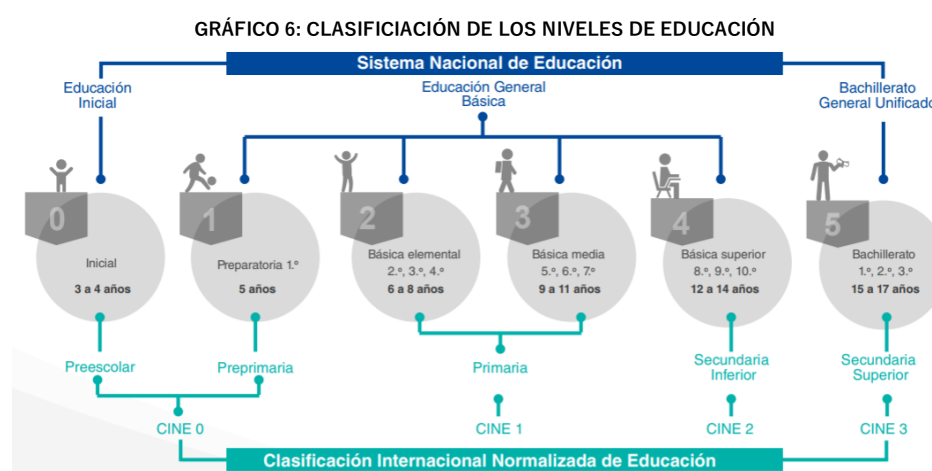 GRÁFICO 6: CLASIFICIACIÓN DE LOS NIVELES DE EDUCACIÓN
Sistema Nacional de Educación
Educación
Inicial
Educación General
Básica
Bachillerato
General Unificado
0
1
2
3
4
5
Inicial
3 a 4 años
Preparatoria 1.º
5 años
Básica elemental
2.º, 3.º, 4.º
6 a 8 años
Básica media
5.º, 6.º, 7.º
9 a 11 años
Básica superior
8.º, 9.º, 10.º
12 a 14 años
Bachillerato
1.º, 2.º, 3.º
15 a 17 años
Preescolar
Preprimaria
Primaria
Secundaria
Inferior
Secundaria
Superior
CINE 0
CINE 1
CINE 2
CINE 3
Clasificación Internacional Normalizada de Educación